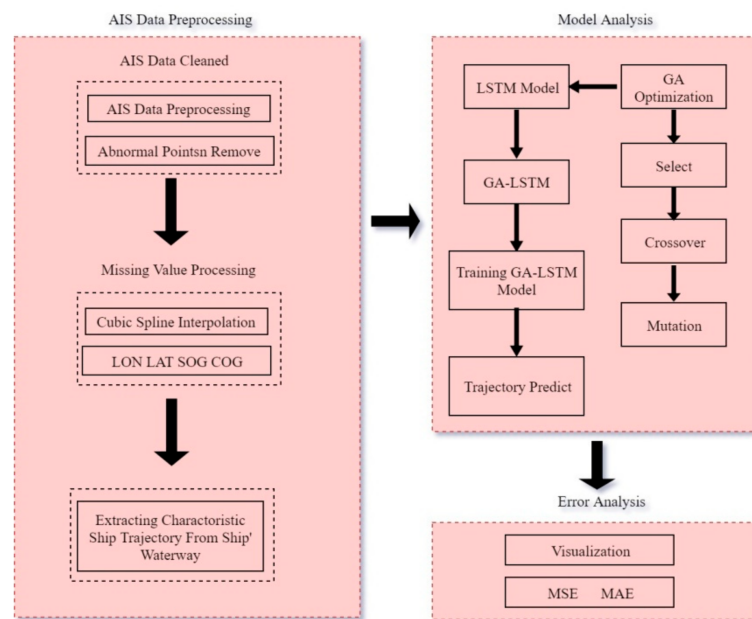 AIS Data Preprocessing
AIS Data Cleaned
AIS Data Preprocessing
Abnormal Pointsn Remove
Missing Value Processing
Cubic Spline Interpolation
LON LAT SOG COG
Extracting Charoristic
Ship Trajectory From Ship'
Waterway
Model Analysis
LSTM Model
GA-LSTM
Training GA-LSTM
Model
Trajectory Predict
GA
Optimization
Select
Crossover
Mutation
Error Analysis
Visualization
MSE MAE